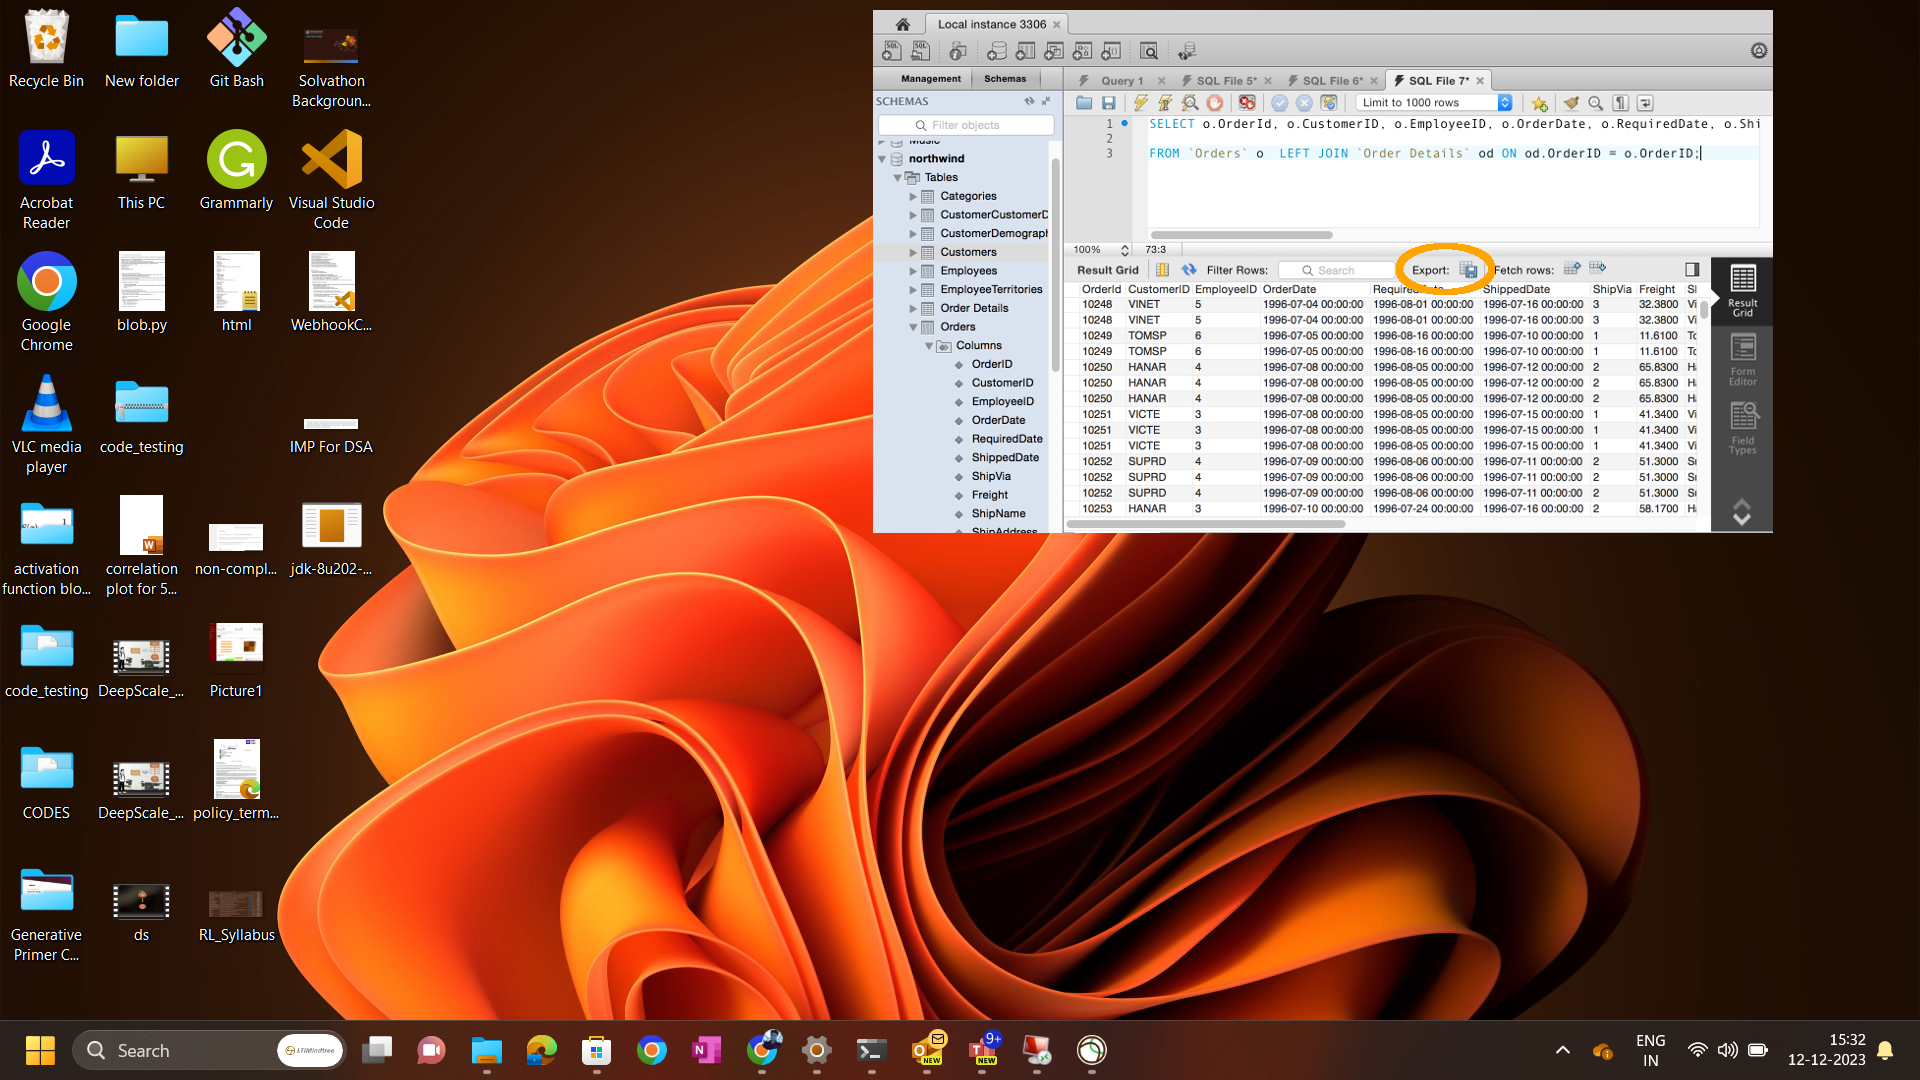 Recycle Bin
New folder
Git Bash
Solvathon
Backgroun...
Acrobat
Reader
This PC
Grammarly
Visual Studio
Code
Google
Chrome
blob.py
html
WebhookC...
VLC media
player
code_testing
IMP For DSA
activation
function blo...
correlation
plot for 5...
non-compl...
jdk-8u202-...
code_testing
DeepScale_...
Picture1
CODES
DeepScale_...
policy_term...
Generative
Primer C...
ds
RL_Syllabus
Local instance 3306
Management
Schemas
Query 1
SQL File 5*
SQL File 6*
SQL File 7*
SCHEMAS
Filter objects
Music
northwind
Tables
Categories
CustomerCustomerD
CustomerDemograph
Customers
Employees
EmployeeTerritories
Order Details
Orders
Columns
OrderID
CustomerID
EmployeeID
OrderDate
RequiredDate
ShippedDate
ShipVia
Freight
ShipName
ShipAddress
Limit to 1000 rows
1 SELECT o.OrderId, o.CustomerID, o.EmployeeID, o.OrderDate, o.RequiredDate, o.Shi
2
3 FROM `Orders` o  LEFT JOIN `Order Details` od ON od.OrderID = o.OrderID;
100% 73:3
Result Grid Filter Rows: Search Export: Fetch rows:
OrderId CustomerID EmployeeID OrderDate RequiredDate ShippedDate ShipVia Freight SI
10248 VINET 5 1996-07-04 00:00:00 1996-08-01 00:00:00 1996-07-16 00:00:00 3 32.3800 Vi
10248 VINET 5 1996-07-04 00:00:00 1996-08-01 00:00:00 1996-07-16 00:00:00 3 32.3800 Vi
10249 TOMSP 6 1996-07-05 00:00:00 1996-08-16 00:00:00 1996-07-10 00:00:00 1 11.6100 To
10249 TOMSP 6 1996-07-05 00:00:00 1996-08-16 00:00:00 1996-07-10 00:00:00 1 11.6100 To
10250 HANAR 4 1996-07-08 00:00:00 1996-08-05 00:00:00 1996-07-12 00:00:00 2 65.8300 Hi
10250 HANAR 4 1996-07-08 00:00:00 1996-08-05 00:00:00 1996-07-12 00:00:00 2 65.8300 Hi
10250 HANAR 4 1996-07-08 00:00:00 1996-08-05 00:00:00 1996-07-12 00:00:00 2 65.8300 Hi
10251 VICTE 3 1996-07-08 00:00:00 1996-08-05 00:00:00 1996-07-15 00:00:00 1 41.3400 Vi
10251 VICTE 3 1996-07-08 00:00:00 1996-08-05 00:00:00 1996-07-15 00:00:00 1 41.3400 Vi
10251 VICTE 3 1996-07-08 00:00:00 1996-08-05 00:00:00 1996-07-15 00:00:00 1 41.3400 Vi
10252 SUPRD 4 1996-07-09 00:00:00 1996-08-06 00:00:00 1996-07-11 00:00:00 2 51.3000 Su
10252 SUPRD 4 1996-07-09 00:00:00 1996-08-06 00:00:00 1996-07-11 00:00:00 2 51.3000 Su
10252 SUPRD 4 1996-07-09 00:00:00 1996-08-06 00:00:00 1996-07-11 00:00:00 2 51.3000 Su
10253 HANAR 3 1996-07-10 00:00:00 1996-07-24 00:00:00 1996-07-16 00:00:00 2 58.1700 Hi
Result
Grid
Form
Editor
Field
Types
Search
LTIMindtree
NEW
9+
NEW
ENG
IN
15:32
12-12-2023